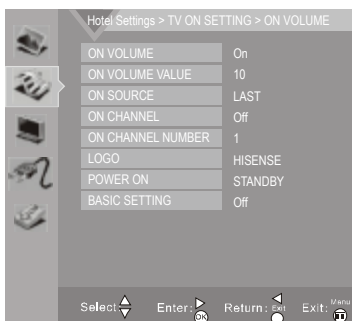 Hotel Settings > TV ON SETTING > ON VOLUME
ON VOLUME On
ON VOLUME VALUE 10
ON SOURCE LAST
ON CHANNEL Off
ON CHANNEL NUMBER 1
LOGO HISENSE
POWER ON STANDBY
BASIC SETTING Off
Select Enter: OK Return: Exit Exit: Menu